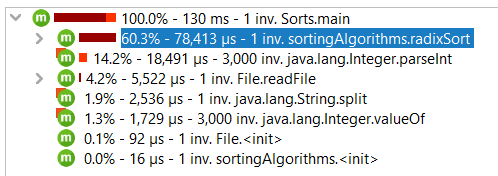 m 100.0% - 130 ms - 1 inv. Sorts.main
m 60.3% - 78,413 µs - 1 inv. sortingAlgorithms.radixSort
m 14.2% - 18,491 µs - 3,000 inv. java.lang.Integer.parseInt
m 4.2% - 5,522 µs - 1 inv. File.readFile
m 1.9% - 2,536 µs - 1 inv. java.lang.String.split
m 1.3% - 1,729 µs - 3,000 inv. java.lang.Integer.valueOf
m 0.1% - 92 µs - 1 inv. File.<init>
m 0.0% - 16 µs - 1 inv. sortingAlgorithms.<init>